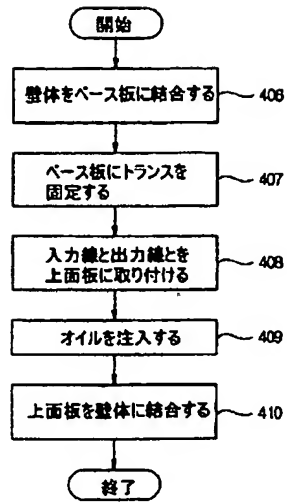 開始
壁体をベース板に結合する
406
ベース板にトランスを
固定する
407
入力線と出力線とを
上面板に取り付ける
408
オイルを注入する
409
上面板を壁体に結合する
410
終了